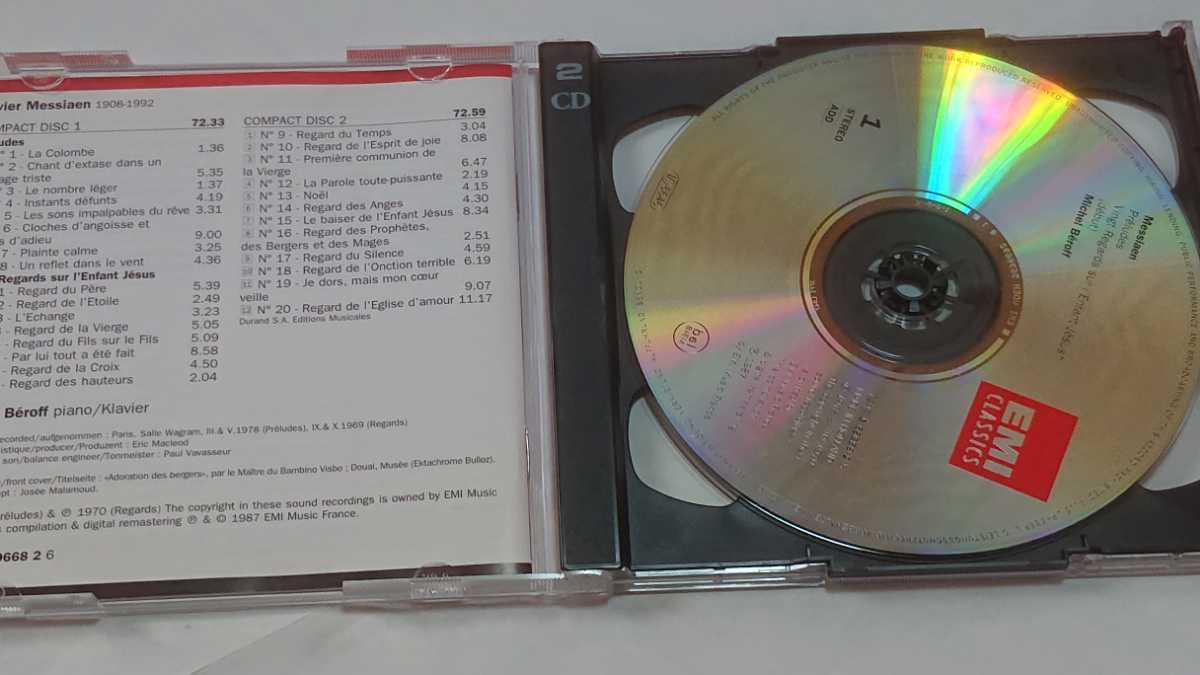 vier Messiaen 1908-1992
MPACT DISC 1 72.33
udes
° 1 - La Colombe 1.36
° 2 - Chant d'extase dans un
age triste 5.35
° 3 - Le nombre léger 1.37
4 - Instants défunts 4.19
5 - Les sons impalpables du rêve 3.31
6 - Cloches d'angoisse et
s d'adieu 9.00
7 - Plainte calme 3.25
8 - Un reflet dans le vent 4.36
Regards sur l'Enfant Jésus
1 - Regard du Père 5.39
2 - Regard de l'Etoile 2.49
3 - L'Echange 3.23
- Regard de la Vierge 5.05
- Regard du Fils sur le Fils 5.09
- Par lui tout a été fait 8.58
- Regard de la Croix 4.50
- Regard des hauteurs 2.04
Béroff piano/Klavier
ecorded/aufgenommen : Paris, Salle Wagram, III.& V.1978 (Préludes), IX.& X.1969 (Regards)
istique/producer/Produzent : Eric Macleod
son/balance engineer/Tonmeister : Paul Vavasseur
/front cover/Titelseite : «Adoration des bergers», par le Maître du Bambino Visbo ; Douai, Musée (Ektachrome Bulloz).
ept : Josée Malamoud.
réludes) & ℗ 1970 (Regards) The copyright in these sound recordings is owned by EMI Music
s compilation & digital remastering ℗ & © 1987 EMI Music France.
9668 2 6
COMPACT DISC 2 72.59
1 N° 9 - Regard du Temps 3.04
2 N° 10 - Regard de l'Esprit de joie 8.08
3 N° 11 - Première communion de
la Vierge 6.47
4 N° 12 - La Parole toute-puissante 2.19
5 N° 13 - Noël 4.15
6 N° 14 - Regard des Anges 4.30
7 N° 15 - Le baiser de l'Enfant Jésus 8.34
8 N° 16 - Regard des Prophètes,
des Bergers et des Mages 2.51
9 N° 17 - Regard du Silence 4.59
10 N° 18 - Regard de l'Onction terrible 6.19
11 N° 19 - Je dors, mais mon cœur
veille 9.07
12 N° 20 - Regard de l'Eglise d'amour 11.17
Durand S.A. Editions Musicales
2
CD
1
STEREO
ADD
Messiaen
Préludes
Vingt Regards sur l'Enfant-Jésus
(début)
Michel Béroff
EMI
CLASSICS